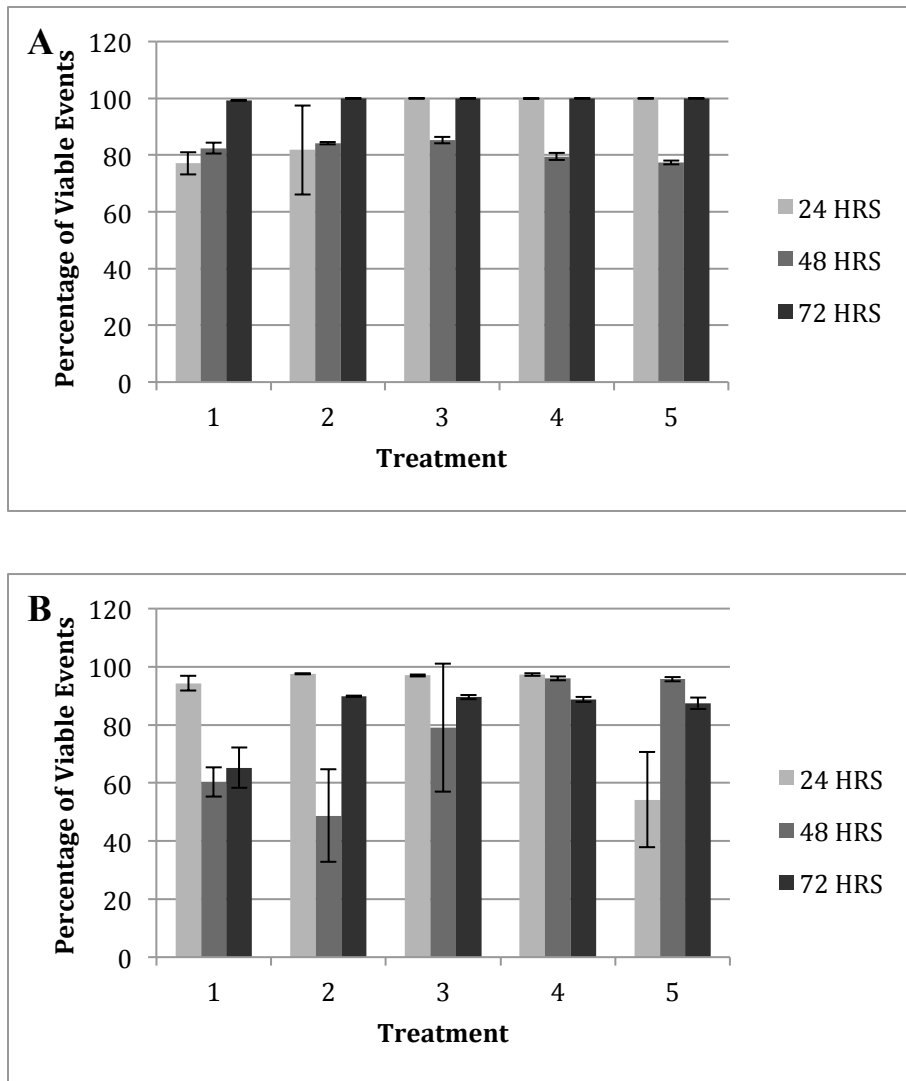 A
Percentage of Viable Events
120
100
80
60
40
20
0
1 2 3 4 5
Treatment
24 HRS
48 HRS
72 HRS
B
Percentage of Viable Events
120
100
80
60
40
20
0
1 2 3 4 5
Treatment
24 HRS
48 HRS
72 HRS